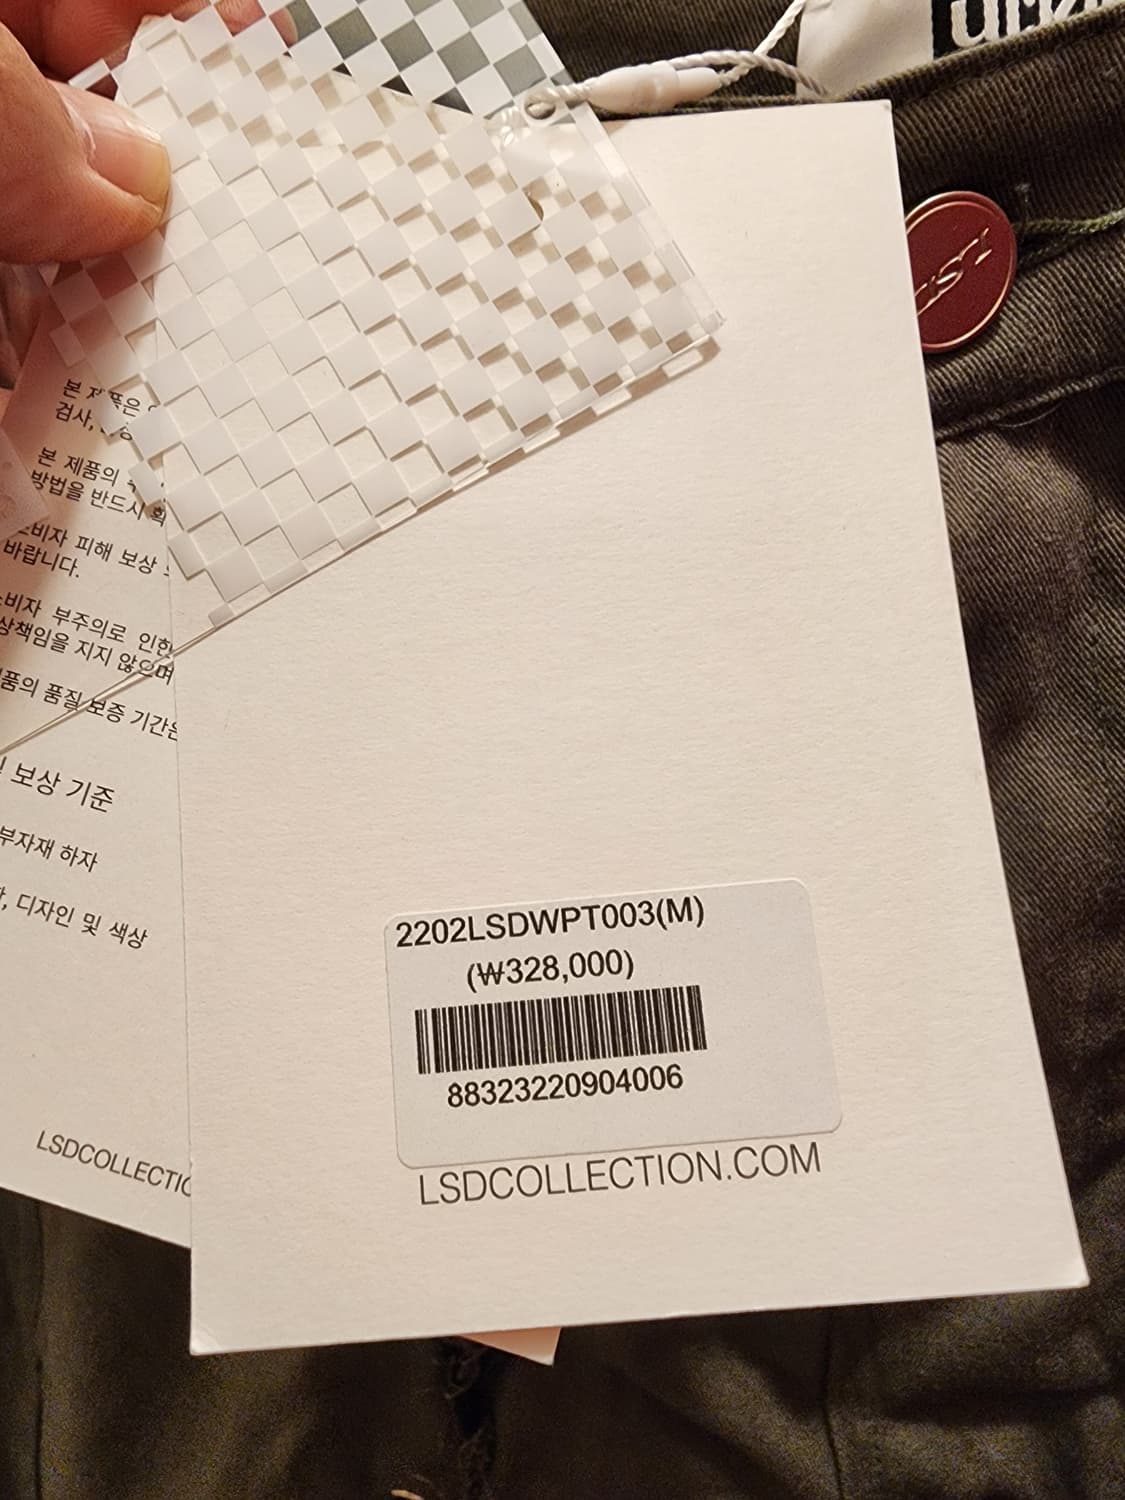 본 제품은
검사,
본 제품의
방법을 반드시
비자 피해 보상
바랍니다.
비자 부주의로 인한
상책임을 지지 않으며
품의 품질 보증 기간은
보상 기준
부자재 하자
, 디자인 및 색상
LSDCOLLECTIO
2202LSDWPT003(M)
(₩328,000)
88323220904006
LSDCOLLECTION.COM